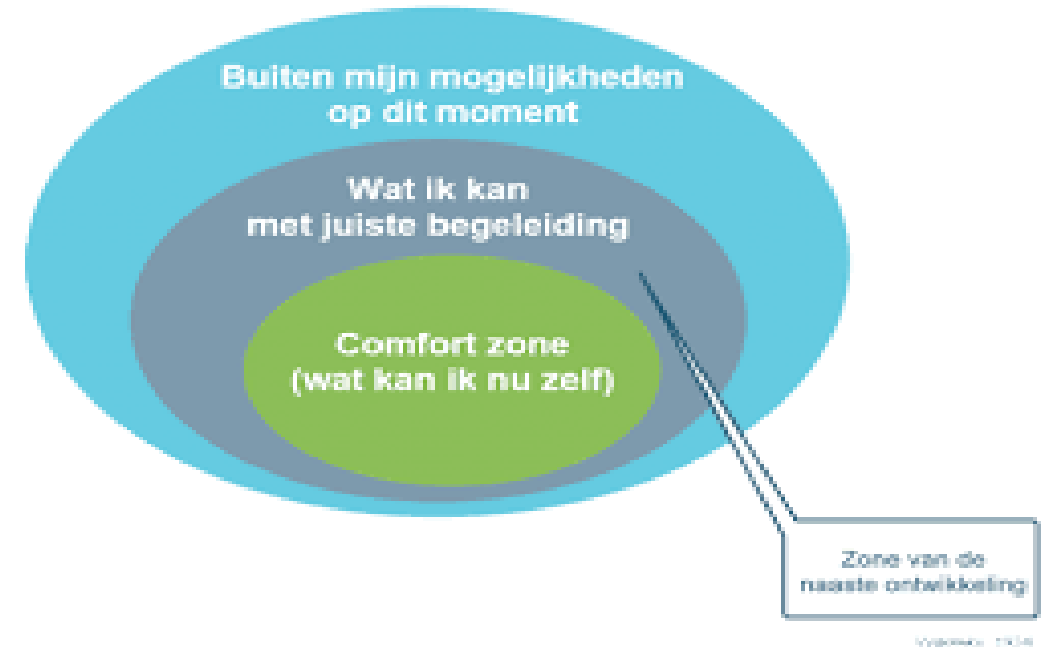 Buiten mijn mogelijkheden
op dit moment
Wat ik kan
met juiste begeleiding
Comfort zone
(wat kan ik nu zelf)
Zone van de
naaste ontwikkeling